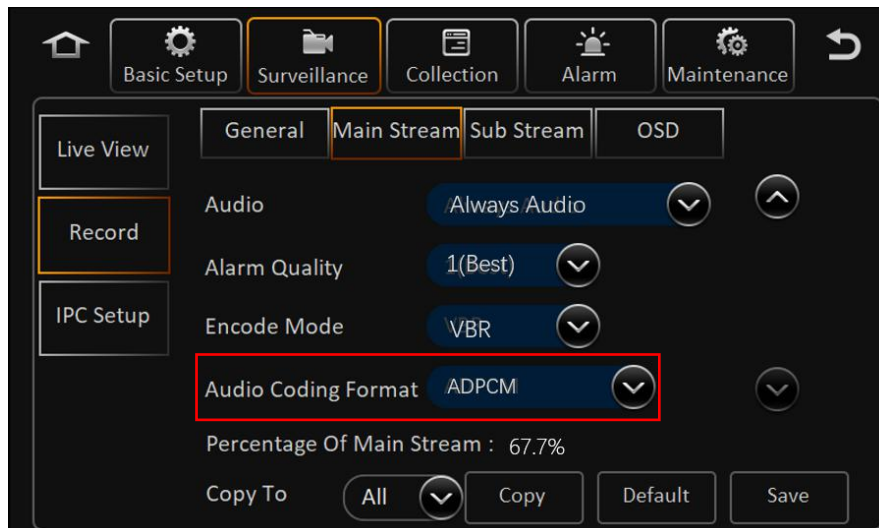 Basic Setup Surveillance Collection Alarm Maintenance
General Main Stream Sub Stream OSD
Live View
Audio Always Audio
Record
Alarm Quality 1(Best)
IPC Setup
Encode Mode VBR
Audio Coding Format ADPCM
Percentage Of Main Stream : 67.7%
Copy To All Copy Default Save